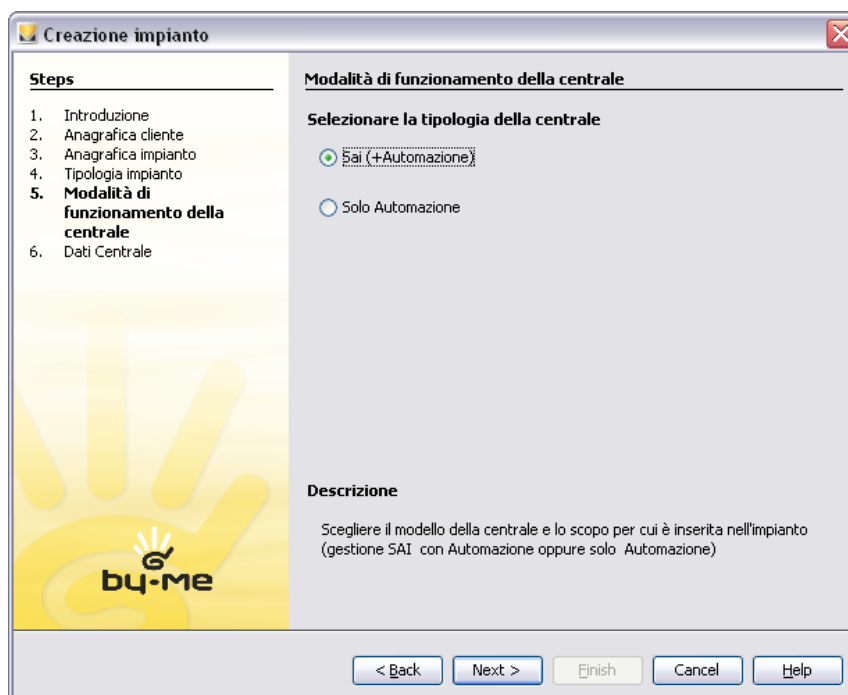 Creazione impianto
Steps
1. Introduzione
2. Anagrafica cliente
3. Anagrafica impianto
4. Tipologia impianto
5. Modalità di
funzionamento della
centrale
6. Dati Centrale
by-me
Modalità di funzionamento della centrale
Selezionare la tipologia della centrale
Sai (+Automazione)
Solo Automazione
Descrizione
Scegliere il modello della centrale e lo scopo per cui è inserita nell'impianto
(gestione SAI con Automazione oppure solo Automazione)
< Back
Next >
Finish
Cancel
Help